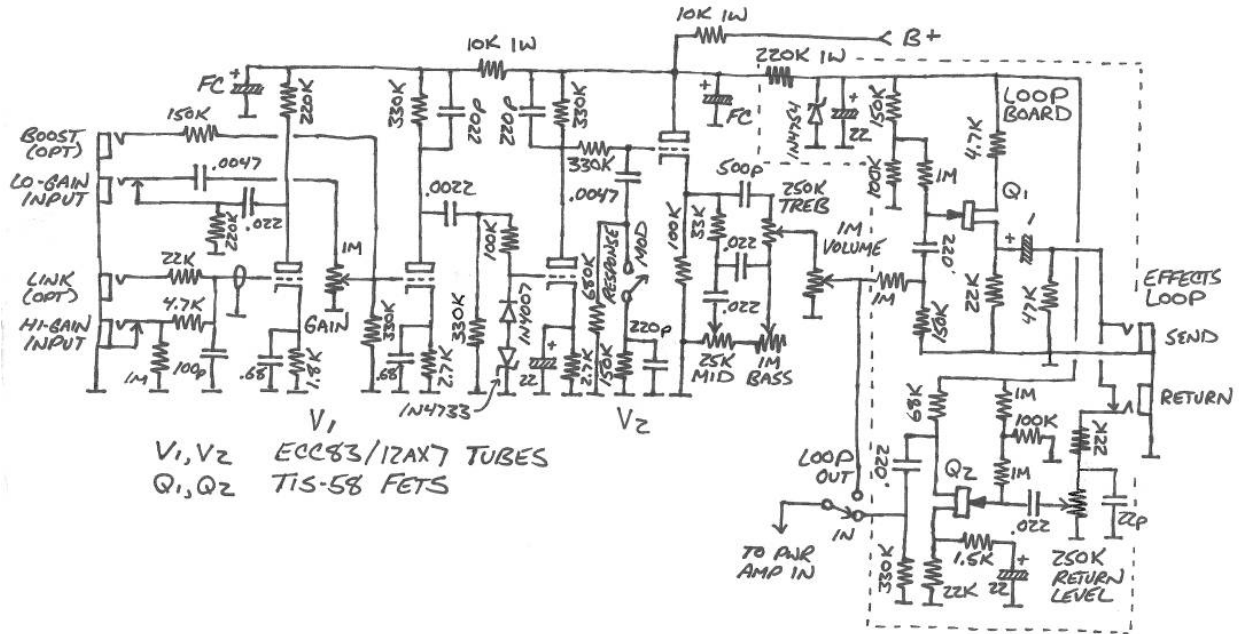 10K 1W
B+
10K 1W
220K 1W
FC
220K
330K
220P
220P
330K
FC
1N4754
22
150K
LOOP
BOARD
4.7K
BOOST
(OPT)
150K
LO-GAIN
INPUT
.0047
.022
220K
.0022
330K
.0047
500P
250K
TREB
100K
1M
Q1
LINK
(OPT)
22K
1M
100K
680K
RESPONSE
MOD
100K
33K
.022
.022
1M
VOLUME
1M
.022
22K
1
47K
EFFECTS
LOOP
HI-GAIN
INPUT
4.7K
GAIN
1N4007
220P
150K
SEND
1M
100P
.68
1.8K
330K
.68
2.7K
330K
22
2.7K
150K
25K
MID
1M
BASS
1N4733
V1
V2
68K
1M
100K
22K
RETURN
V1,V2 ECC83/12AX7 TUBES
Q1,Q2 TIS-58 FETS
LOOP
OUT
.022
Q2
1M
.022
22P
IN
TO PWR
AMP IN
330K
22K
1.5K
22
250K
RETURN
LEVEL